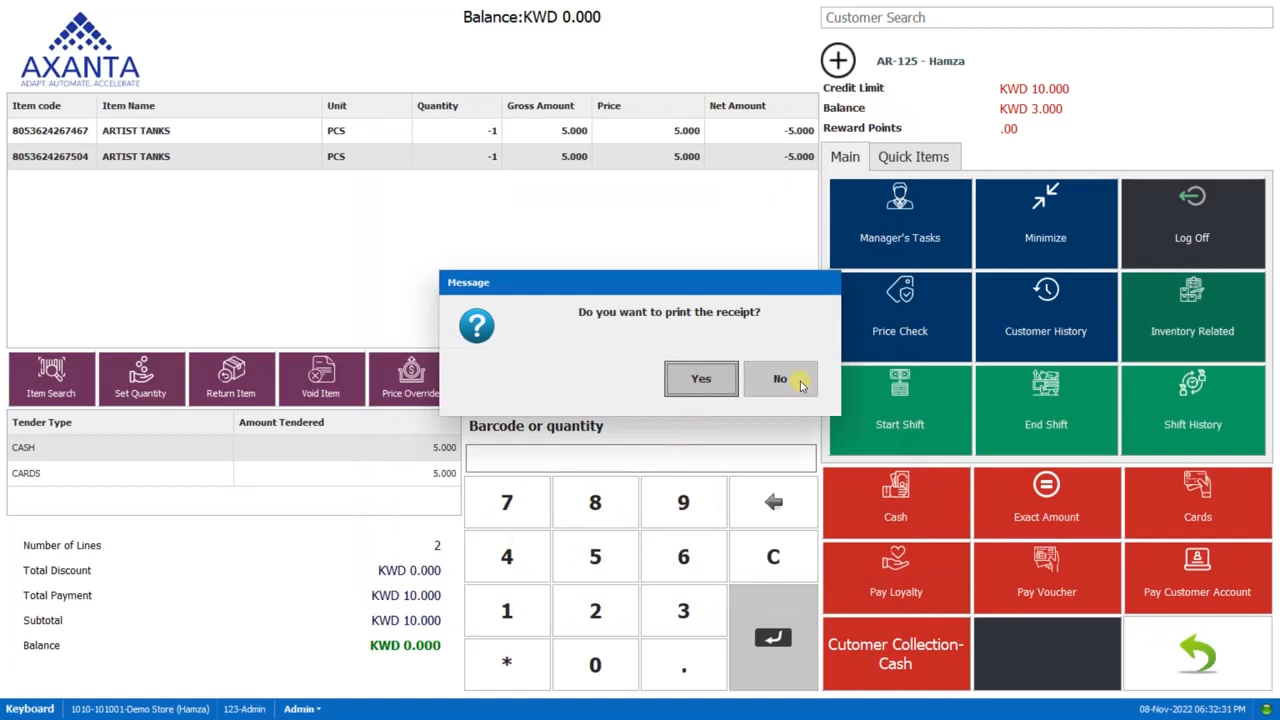 Balance:KWD 0.000
Customer Search
AXANTA
ADAPT. AUTOMATE. ACCELERATE
AR-125 - Hamza
Credit Limit KWD 10.000
Balance KWD 3.000
Reward Points .00
Item code Item Name Unit Quantity Gross Amount Price Net Amount
8053624267467 ARTIST TANKS PCS -1 5.000 5.000 -5.000
8053624267504 ARTIST TANKS PCS -1 5.000 5.000 -5.000
Main Quick Items
Manager's Tasks Minimize Log Off
Price Check Customer History Inventory Related
Start Shift End Shift Shift History
Message
Do you want to print the receipt?
Yes No
Item Search Set Quantity Return Item Void Item Price Override
Tender Type Amount Tendered
CASH 5.000
CARDS 5.000
Number of Lines 2
Total Discount KWD 0.000
Total Payment KWD 10.000
Subtotal KWD 10.000
Balance KWD 0.000
Barcode or quantity
7 8 9
4 5 6 C
1 2 3
* 0 .
Cash Exact Amount Cards
Pay Loyalty Pay Voucher Pay Customer Account
Cutomer Collection-
Cash
Keyboard 1010-101001-Demo Store (Hamza) 123-Admin Admin 08-Nov-2022 06:32:31 PM